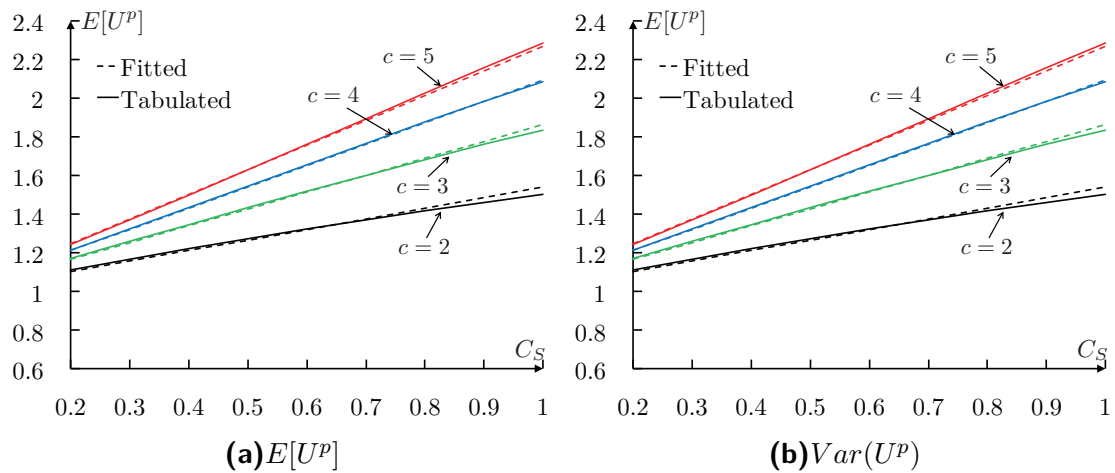 2.4
E[U^p]
2.2
c = 5
Fitted
2
c = 4
Tabulated
1.8
1.6
c = 3
1.4
c = 2
1.2
1
0.8
C_S
0.6
0.2 0.3 0.4 0.5 0.6 0.7 0.8 0.9 1
(a)E[U^p]
2.4
E[U^p]
2.2
c = 5
Fitted
2
c = 4
Tabulated
1.8
1.6
c = 3
1.4
c = 2
1.2
1
0.8
C_S
0.6
0.2 0.3 0.4 0.5 0.6 0.7 0.8 0.9 1
(b)Var(U^p)